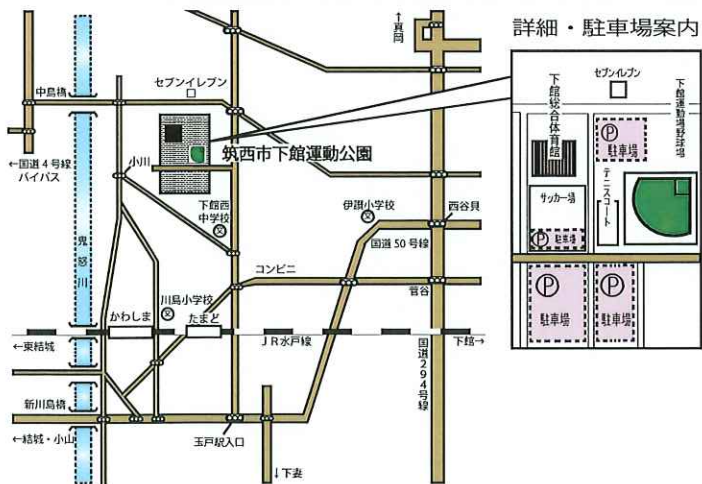 ↑真岡
詳細・駐車場案内
セブンイレブン
中島橋
筑西市下館運動公園
←国道4号線
バイパス
小川
下館西
中学校
伊讃小学校
西谷貝
国道50号線
鬼怒川
コンビニ
菅谷
川島小学校
かわしま
たまど
←東結城
JR水戸線
下館→
国道294号線
新川島橋
←結城・小山
玉戸駅入口
↓下妻
セブンイレブン
下館総合体育館
下館運動場野球場
P
駐車場
テニスコート
サッカー場
P 駐車場
P
駐車場
P
駐車場